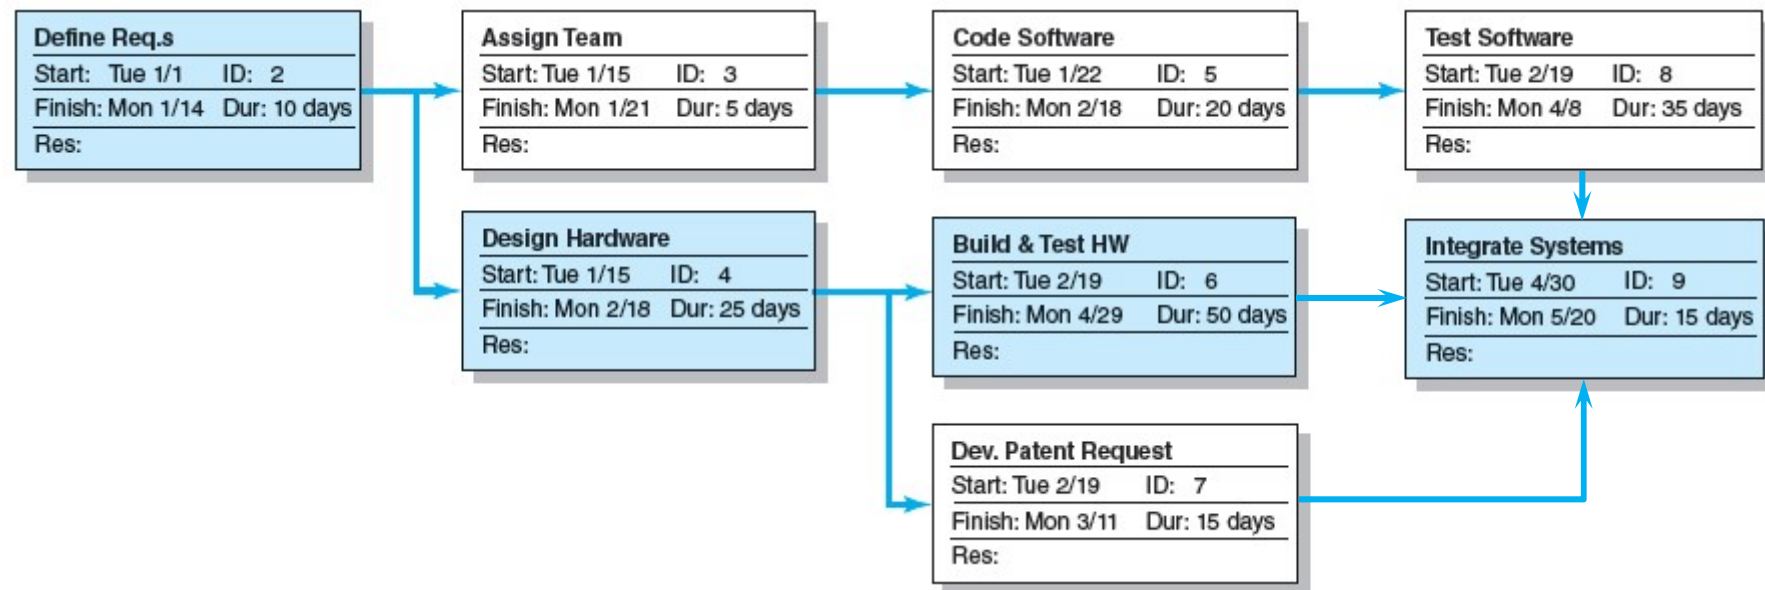 Define Req.s
Start: Tue 1/1 ID: 2
Finish: Mon 1/14 Dur: 10 days
Res:
Assign Team
Start: Tue 1/15 ID: 3
Finish: Mon 1/21 Dur: 5 days
Res:
Code Software
Start: Tue 1/22 ID: 5
Finish: Mon 2/18 Dur: 20 days
Res:
Test Software
Start: Tue 2/19 ID: 8
Finish: Mon 4/8 Dur: 35 days
Res:
Design Hardware
Start: Tue 1/15 ID: 4
Finish: Mon 2/18 Dur: 25 days
Res:
Build & Test HW
Start: Tue 2/19 ID: 6
Finish: Mon 4/29 Dur: 50 days
Res:
Integrate Systems
Start: Tue 4/30 ID: 9
Finish: Mon 5/20 Dur: 15 days
Res:
Dev. Patent Request
Start: Tue 2/19 ID: 7
Finish: Mon 3/11 Dur: 15 days
Res: